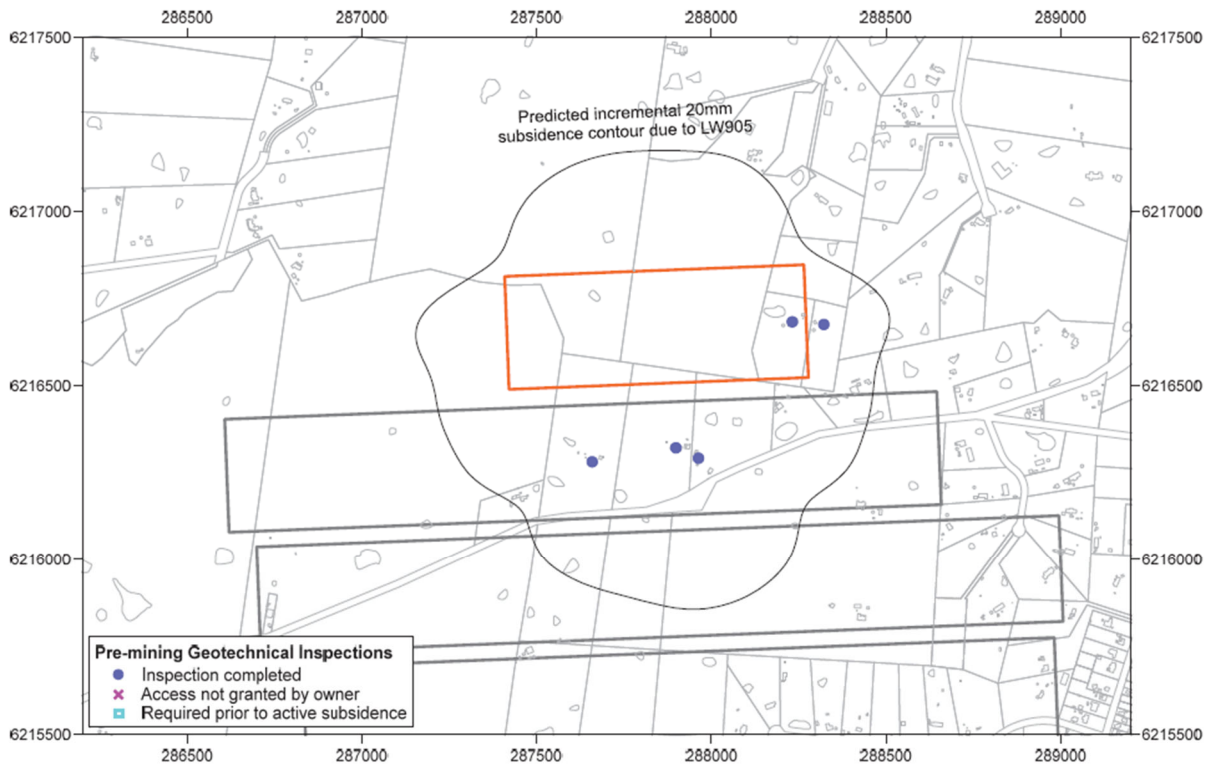 286500 287000 287500 288000 288500 289000
6217500 6217500
Predicted incremental 20mm
subsidence contour due to LW905
6217000 6217000
6216500 6216500
6216000 6216000
Pre-mining Geotechnical Inspections
Inspection completed
Access not granted by owner
Required prior to active subsidence
6215500 6215500
286500 287000 287500 288000 288500 289000